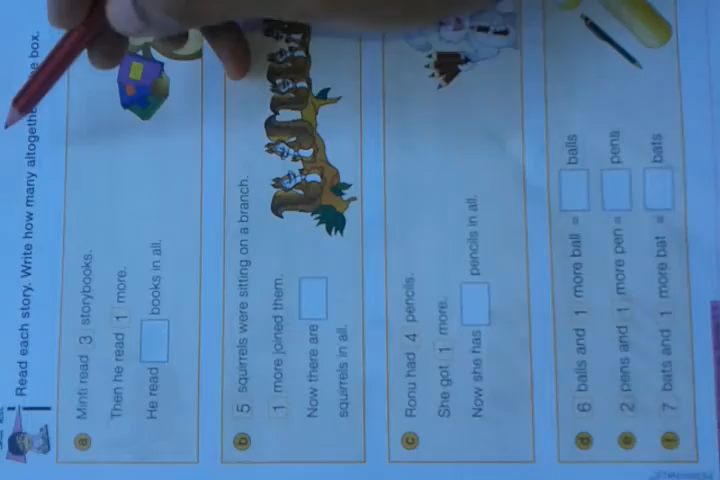 Read each story. Write how many altogether box.
a Minti read 3 storybooks.
Then he read 1 more.
He read books in all.
b 5 squirrels were sitting on a branch.
1 more joined them.
Now there are
squirrels in all.
c Ronu had 4 pencils.
She got 1 more.
Now she has pencils in all.
d 6 balls and 1 more ball = balls
e 2 pens and 1 more pen = pens
f 7 bats and 1 more bat = bats